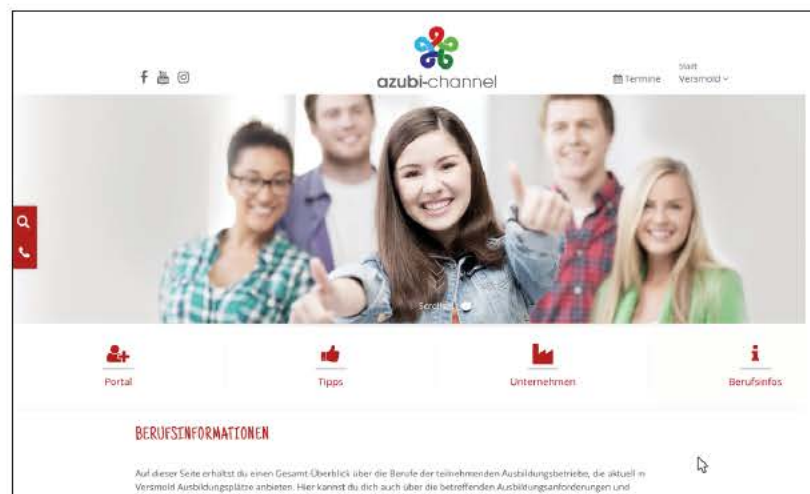 azubi-channel
Termine
Stadt
Versmold
Portal
Tipps
Unternehmen
Berufsinfos
BERUFSINFORMATIONEN
Auf dieser Seite erhältst du einen Gesamt-Überblick über die Berufe der teilnehmenden Ausbildungsbetriebe, die aktuell in
Versmold Ausbildungsplätze anbieten. Hier kannst du dich auch über die betreffenden Ausbildungsanforderungen und